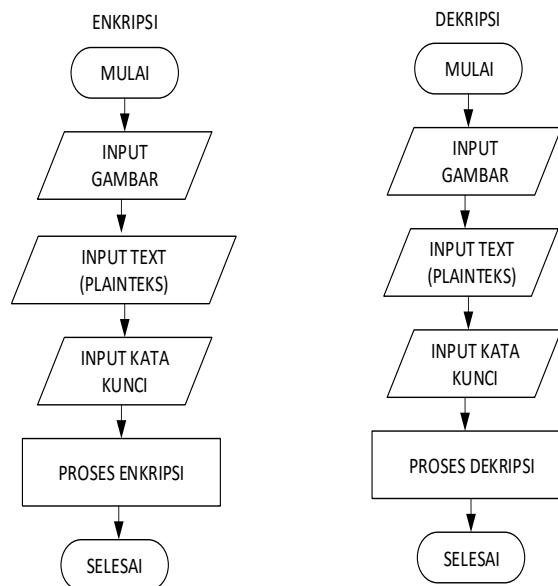 ENKRIPSI
MULAI
INPUT
GAMBAR
INPUT TEXT
(PLAINTEKS)
INPUT KATA
KUNCI
PROSES ENKRIPSI
SELESAI
DEKRIPSI
MULAI
INPUT
GAMBAR
INPUT TEXT
(PLAINTEKS)
INPUT KATA
KUNCI
PROSES DEKRIPSI
SELESAI